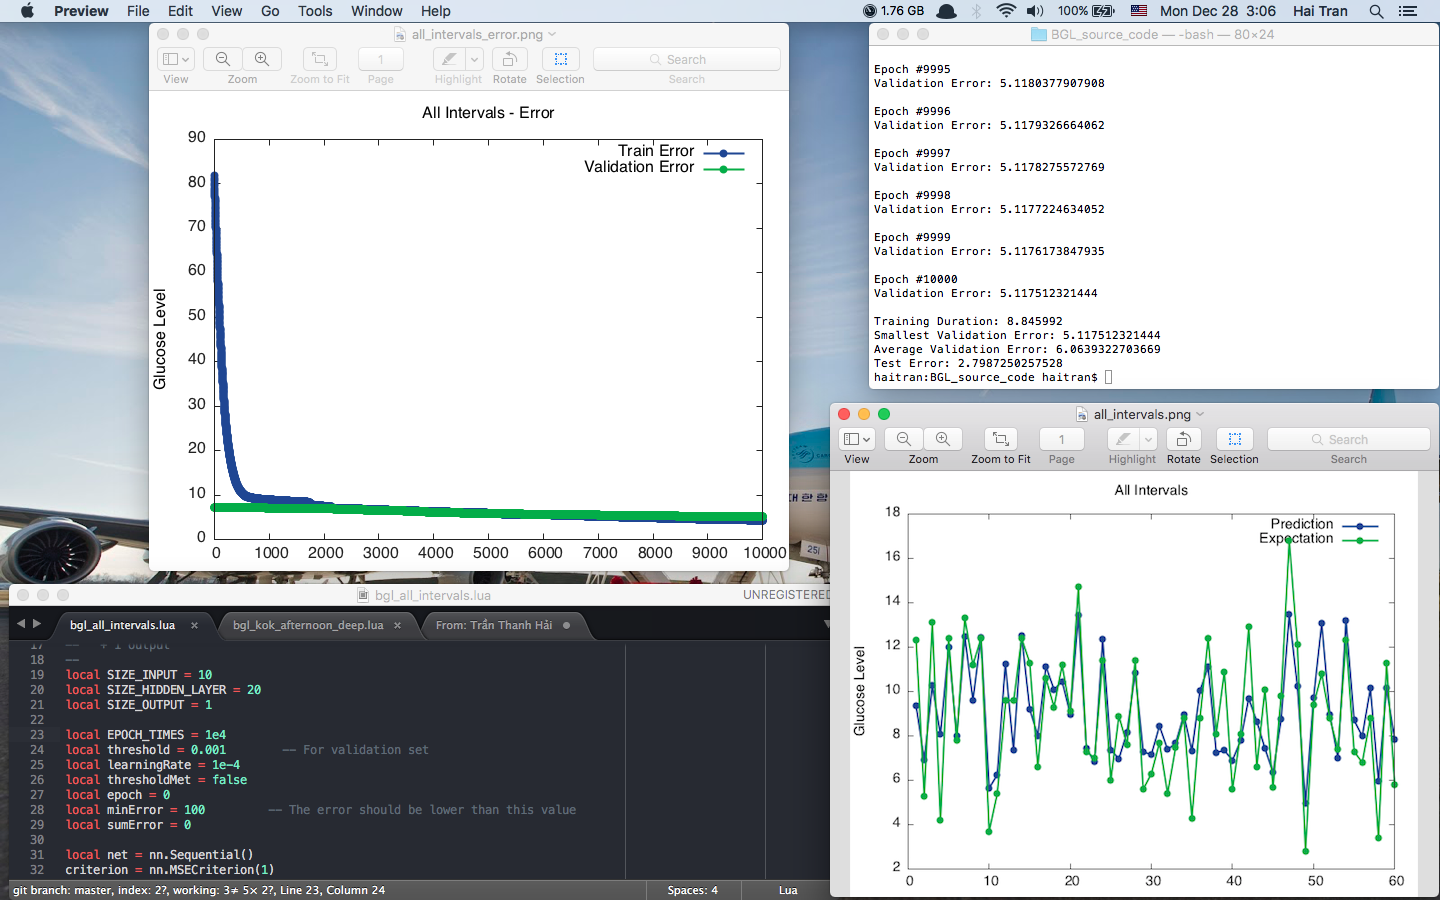 Preview File Edit View Go Tools Window Help
1.76 GB 100% Mon Dec 28 3:06 Hai Tran
all_intervals_error.png
1 Search
View Zoom Zoom to Fit Page Highlight Rotate Selection Search
All Intervals - Error
Train Error
Validation Error
Glucose Level
90
80
70
60
50
40
30
20
10
0
0 1000 2000 3000 4000 5000 6000 7000 8000 9000 10000
BGL_source_code — -bash — 80×24
Epoch #9995
Validation Error: 5.1180377907908
Epoch #9996
Validation Error: 5.1179326664062
Epoch #9997
Validation Error: 5.1178275572769
Epoch #9998
Validation Error: 5.1177224634052
Epoch #9999
Validation Error: 5.1176173847935
Epoch #10000
Validation Error: 5.117512321444
Training Duration: 8.845992
Smallest Validation Error: 5.117512321444
Average Validation Error: 6.0639322703669
Test Error: 2.7987250257528
haitran:BGL_source_code haitran$
대한항
251
bgl_all_intervals.lua UNREGISTERED
bgl_all_intervals.lua × bgl_kok_afternoon_deep.lua × From: Trần Thanh Hải
17 -- + 1 output
18 --
19 local SIZE_INPUT = 10
20 local SIZE_HIDDEN_LAYER = 20
21 local SIZE_OUTPUT = 1
22
23 local EPOCH_TIMES = 1e4
24 local threshold = 0.001 -- For validation set
25 local learningRate = 1e-4
26 local thresholdMet = false
27 local epoch = 0
28 local minError = 100 -- The error should be lower than this value
29 local sumError = 0
30
31 local net = nn.Sequential()
32 criterion = nn.MSECriterion(1)
git branch: master, index: 2?, working: 3≠ 5× 2?, Line 23, Column 24 Spaces: 4 Lua
all_intervals.png
1 Search
View Zoom Zoom to Fit Page Highlight Rotate Selection Search
All Intervals
Prediction
Expectation
Glucose Level
18
16
14
12
10
8
6
4
2
0 10 20 30 40 50 60